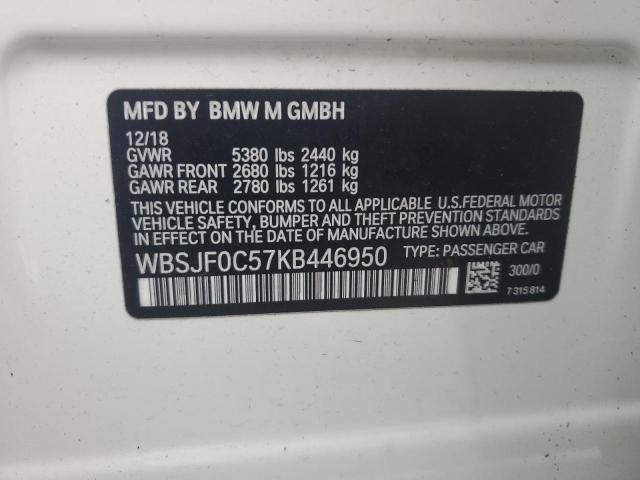 MFD BY BMW M GMBH
12/18
GVWR 5380 lbs 2440 kg
GAWR FRONT 2680 lbs 1216 kg
GAWR REAR 2780 lbs 1261 kg
THIS VEHICLE CONFORMS TO ALL APPLICABLE U.S.FEDERAL MOTOR
VEHICLE SAFETY, BUMPER AND THEFT PREVENTION STANDARDS
IN EFFECT ON THE DATE OF MANUFACTURE SHOWN ABOVE.
WBSJF0C57KB446950 TYPE: PASSENGER CAR
300/0
7315814